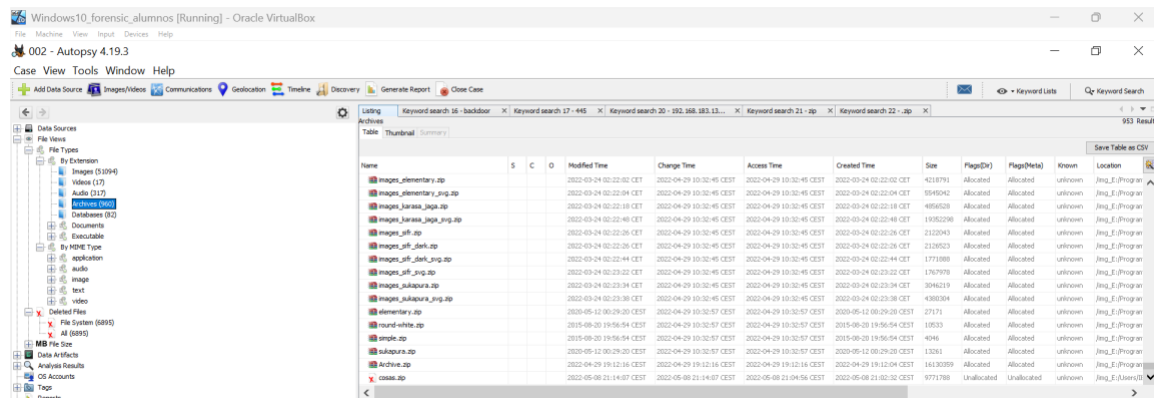 Windows10_forensic_alumnos [Running] - Oracle VirtualBox
File Machine View Input Devices Help
002 - Autopsy 4.19.3
Case View Tools Window Help
Add Data Source Images/Videos Communications Geolocation Timeline Discovery Generate Report Close Case Keyword Lists Keyword Search
Listing Keyword search 16 - backdoor Keyword search 17 - 445 Keyword search 20 - 192.168.183.13... Keyword search 21 - zip Keyword search 22 - .zip
Archives 953 Result
Table Thumbnail Summary
Save Table as CSV
Data Sources
File Views
File Types
By Extension
Images (51094)
Videos (17)
Audio (317)
Archives (960)
Databases (82)
Documents
Executable
By MIME Type
application
audio
image
text
video
Deleted Files
File System (6895)
All (6895)
MB File Size
Data Artifacts
Analysis Results
OS Accounts
Tags
Reports
Name S C O Modified Time Change Time Access Time Created Time Size Flags(Dir) Flags(Meta) Known Location
images_elementary.zip 2022-03-24 02:22:02 CET 2022-04-29 10:32:45 CEST 2022-04-29 10:32:45 CEST 2022-03-24 02:22:02 CET 4218791 Allocated Allocated unknown /img_E:/Program
images_elementary_svg.zip 2022-03-24 02:22:04 CET 2022-04-29 10:32:45 CEST 2022-04-29 10:32:45 CEST 2022-03-24 02:22:04 CET 5545042 Allocated Allocated unknown /img_E:/Program
images_karasa_jaga.zip 2022-03-24 02:22:18 CET 2022-04-29 10:32:45 CEST 2022-04-29 10:32:45 CEST 2022-03-24 02:22:18 CET 4856528 Allocated Allocated unknown /img_E:/Program
images_karasa_jaga_svg.zip 2022-03-24 02:22:48 CET 2022-04-29 10:32:45 CEST 2022-04-29 10:32:45 CEST 2022-03-24 02:22:48 CET 19352298 Allocated Allocated unknown /img_E:/Program
images_sifr.zip 2022-03-24 02:22:26 CET 2022-04-29 10:32:45 CEST 2022-04-29 10:32:45 CEST 2022-03-24 02:22:26 CET 2122043 Allocated Allocated unknown /img_E:/Program
images_sifr_dark.zip 2022-03-24 02:22:26 CET 2022-04-29 10:32:45 CEST 2022-04-29 10:32:45 CEST 2022-03-24 02:22:26 CET 2128523 Allocated Allocated unknown /img_E:/Program
images_sifr_dark_svg.zip 2022-03-24 02:22:44 CET 2022-04-29 10:32:45 CEST 2022-04-29 10:32:45 CEST 2022-03-24 02:22:44 CET 1771888 Allocated Allocated unknown /img_E:/Program
images_sifr_svg.zip 2022-03-24 02:23:22 CET 2022-04-29 10:32:45 CEST 2022-04-29 10:32:45 CEST 2022-03-24 02:23:22 CET 1767978 Allocated Allocated unknown /img_E:/Program
images_sukapura.zip 2022-03-24 02:23:34 CET 2022-04-29 10:32:45 CEST 2022-04-29 10:32:45 CEST 2022-03-24 02:23:34 CET 3046219 Allocated Allocated unknown /img_E:/Program
images_sukapura_svg.zip 2022-03-24 02:23:38 CET 2022-04-29 10:32:45 CEST 2022-04-29 10:32:45 CEST 2022-03-24 02:23:38 CET 4380304 Allocated Allocated unknown /img_E:/Program
elementary.zip 2020-05-12 00:29:20 CEST 2022-04-29 10:32:57 CEST 2022-04-29 10:32:57 CEST 2020-05-12 00:29:20 CEST 27171 Allocated Allocated unknown /img_E:/Program
round-white.zip 2015-08-20 19:56:54 CEST 2022-04-29 10:32:57 CEST 2022-04-29 10:32:57 CEST 2015-08-20 19:56:54 CEST 10533 Allocated Allocated unknown /img_E:/Program
simple.zip 2015-08-20 19:56:54 CEST 2022-04-29 10:32:57 CEST 2022-04-29 10:32:57 CEST 2015-08-20 19:56:54 CEST 4046 Allocated Allocated unknown /img_E:/Program
sukapura.zip 2020-05-12 00:29:20 CEST 2022-04-29 10:32:57 CEST 2022-04-29 10:32:57 CEST 2020-05-12 00:29:20 CEST 13261 Allocated Allocated unknown /img_E:/Program
Archive.zip 2022-04-29 19:12:16 CEST 2022-04-29 19:12:16 CEST 2022-04-29 19:12:16 CEST 2022-04-29 19:12:04 CEST 16130359 Allocated Allocated unknown /img_E:/Program
cosas.zip 2022-05-08 21:14:07 CEST 2022-05-08 21:14:07 CEST 2022-05-08 21:04:56 CEST 2022-05-08 21:02:32 CEST 9771788 Unallocated Unallocated unknown